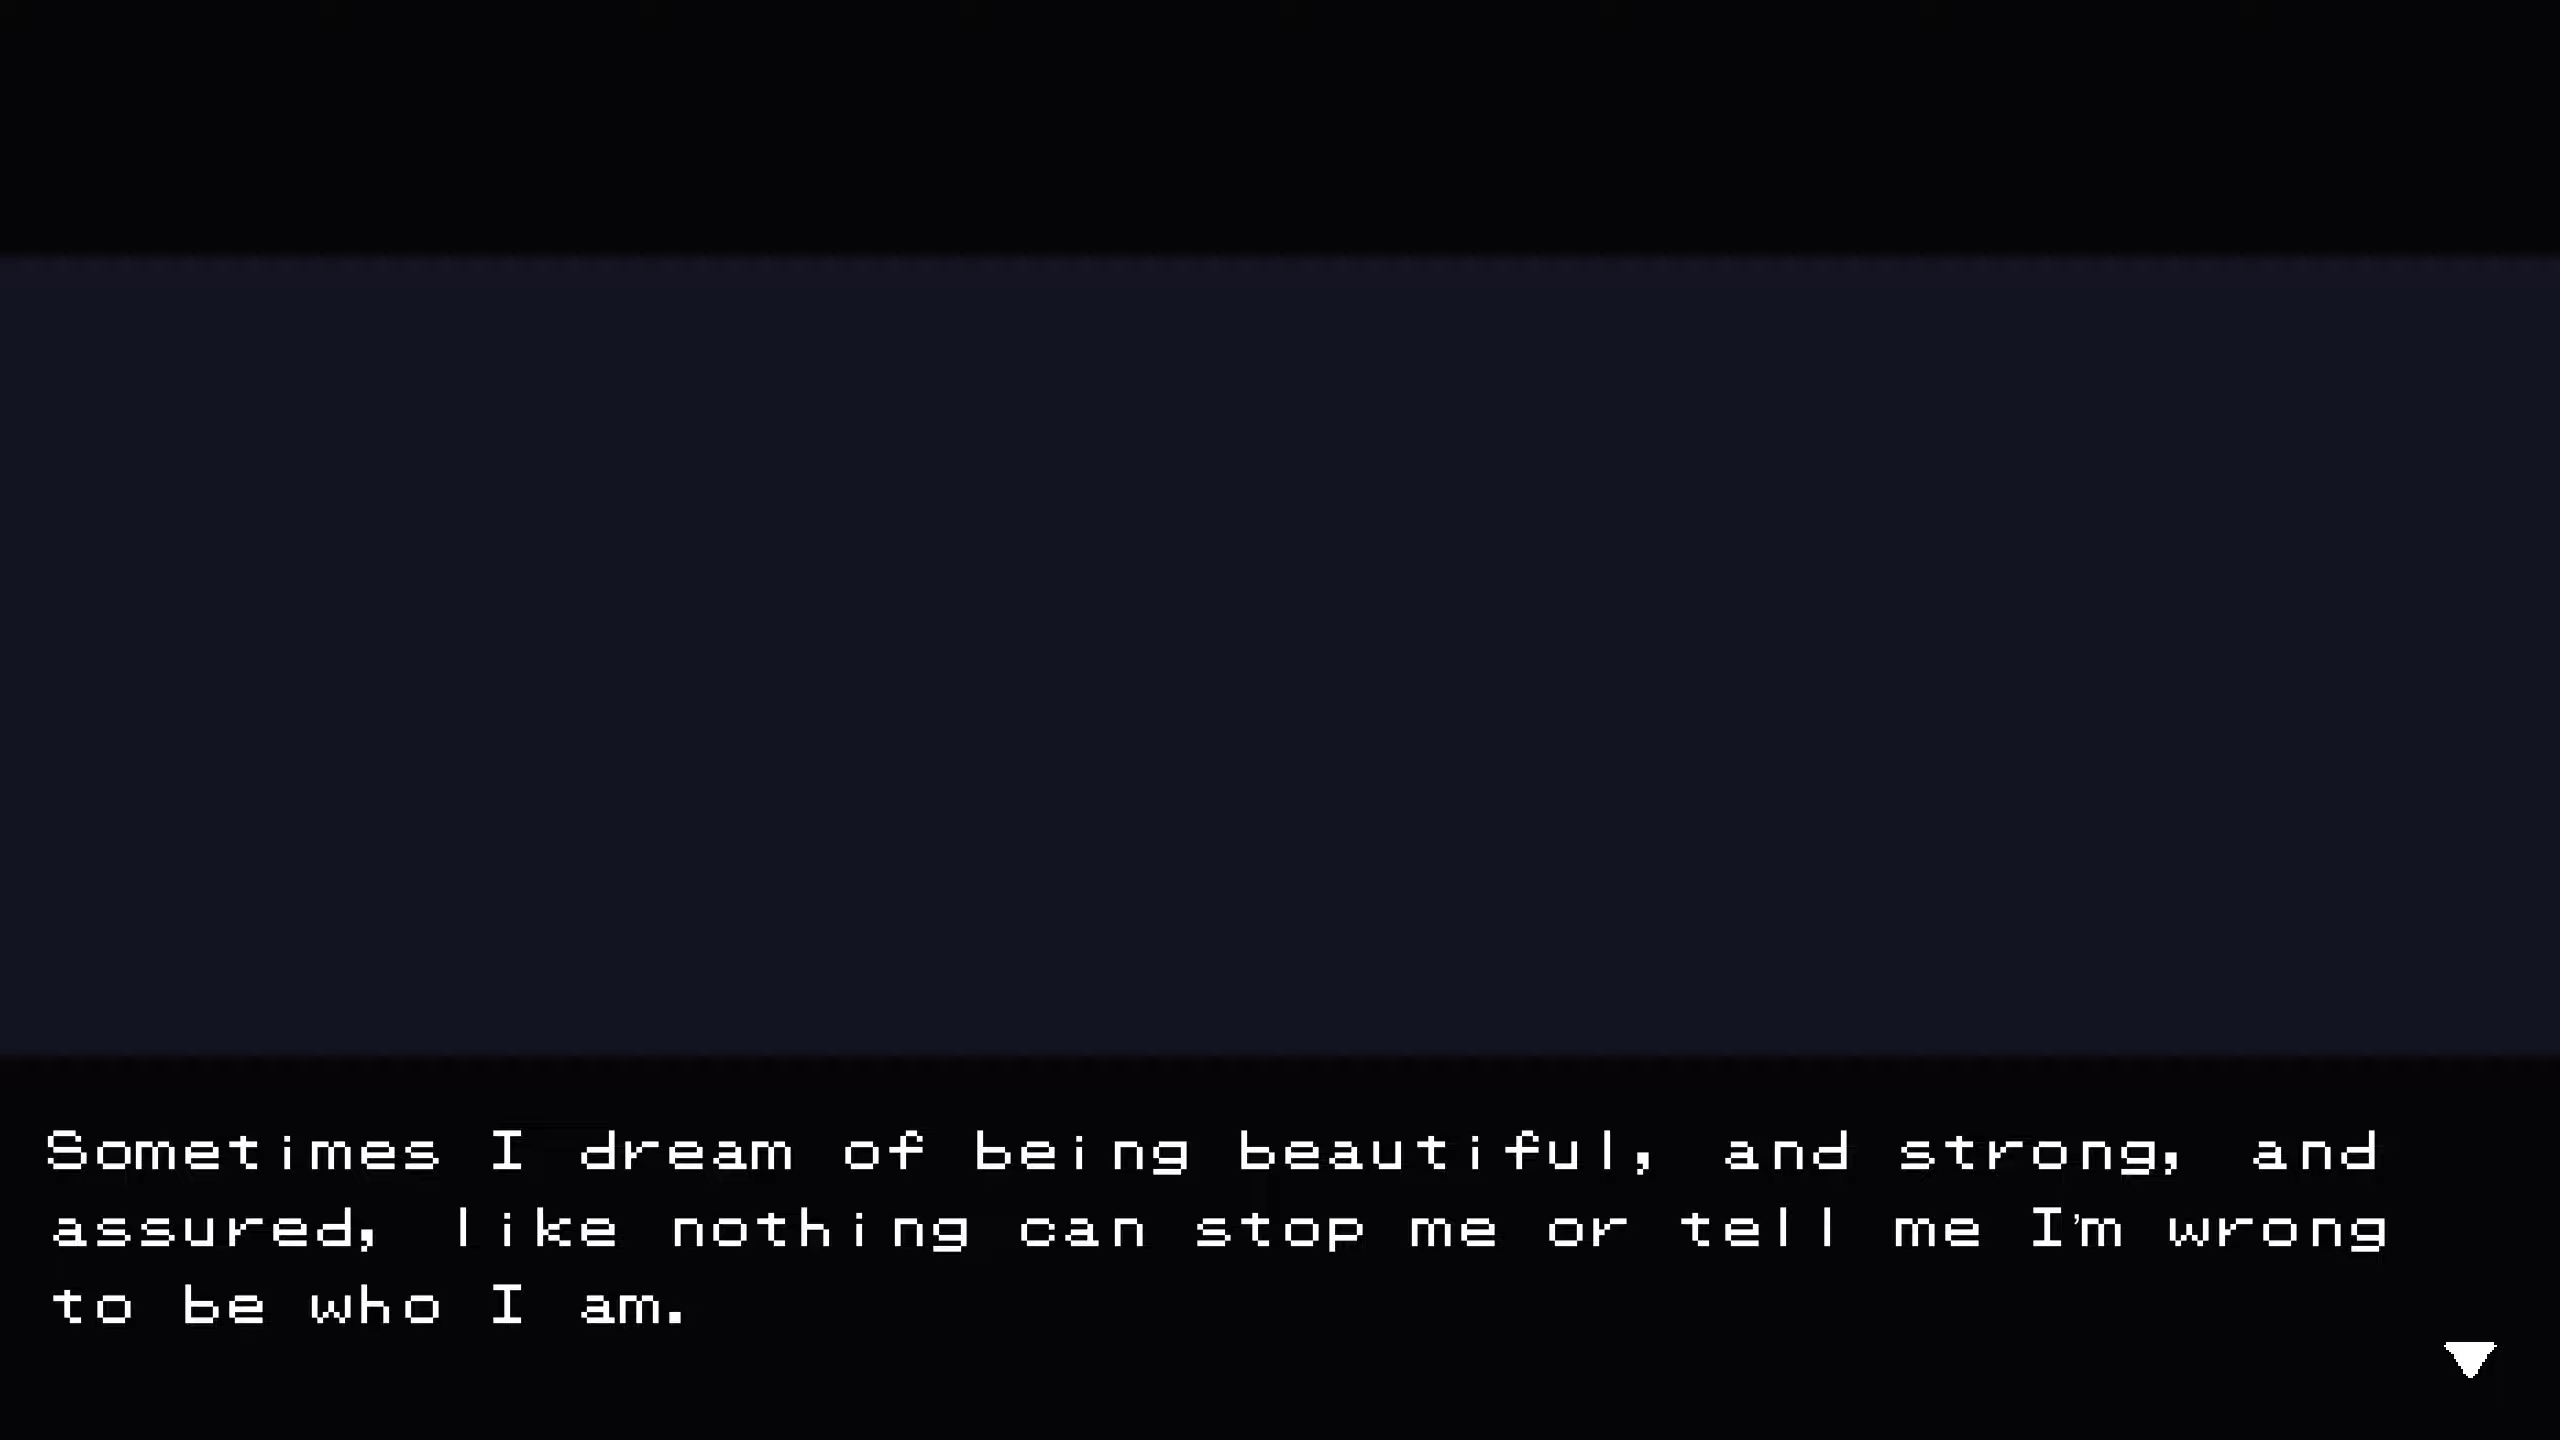 Sometimes I dream of being beautiful, and strong, and
assured, like nothing can stop me or tell me I'm wrong
to be who I am.